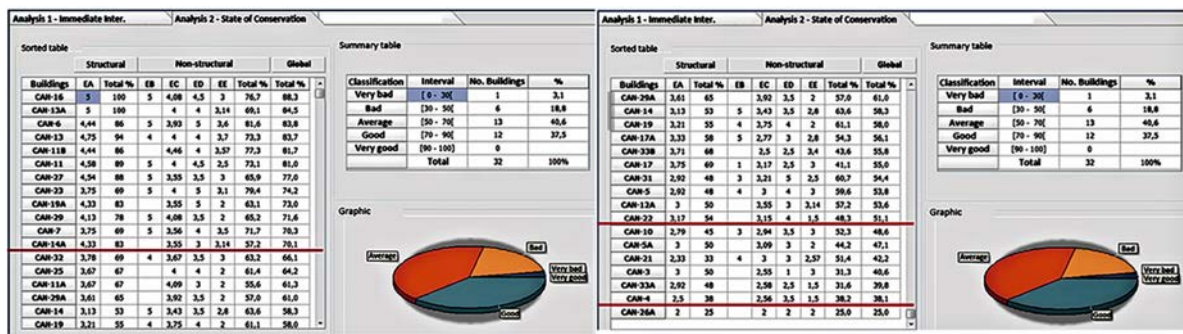 Analysis 1 - Immediate Inter. Analysis 2 - State of Conservation
Sorted table
Structural Non-structural Global
Buildings EA Total % EB EC ED EE Total % Total %
CAN-16 5 100 5 4,08 4,5 3 76,7 88,3
CAN-13A 5 100 4 4 3,14 69,1 84,5
CAN-6 4,44 86 5 3,93 5 3,6 81,6 83,8
CAN-13 4,75 94 4 4 4 3,7 73,3 83,7
CAN-11B 4,44 86 4,46 4 3,57 77,3 81,7
CAN-11 4,58 89 5 4 4,5 2,5 73,1 81,0
CAN-27 4,54 88 5 3,55 3,5 3 65,9 77,0
CAN-23 3,75 69 5 4 5 3,1 79,4 74,2
CAN-19A 4,33 83 3,55 5 2 63,1 73,0
CAN-29 4,13 78 5 4,08 3,5 2 65,2 71,6
CAN-7 3,75 69 5 3,56 4 3,5 71,7 70,3
CAN-14A 4,33 83 3,55 3 3,14 57,2 70,1
CAN-32 3,78 69 4 3,67 3,5 3 63,2 66,1
CAN-25 3,67 67 4 4 2 61,4 64,2
CAN-11A 3,67 67 4,09 3 2 55,6 61,3
CAN-29A 3,61 65 3,92 3,5 2 57,0 61,0
CAN-14 3,13 53 5 3,43 3,5 2,8 63,6 58,3
CAN-19 3,21 55 4 3,75 4 2 61,1 58,0
Summary table
Classification Interval No. Buildings %
Very bad [ 0 - 30[ 1 3,1
Bad [30 - 50[ 6 18,8
Average [50 - 70[ 13 40,6
Good [70 - 90[ 12 37,5
Very good [90 - 100] 0
Total 32 100%
Graphic
Average
Bad
Very bad
Very good
Good
Analysis 1 - Immediate Inter. Analysis 2 - State of Conservation
Sorted table
Structural Non-structural Global
Buildings EA Total % EB EC ED EE Total % Total %
CAN-29A 3,61 65 3,92 3,5 2 57,0 61,0
CAN-14 3,13 53 5 3,43 3,5 2,8 63,6 58,3
CAN-19 3,21 55 4 3,75 4 2 61,1 58,0
CAN-17A 3,33 58 5 2,77 3 2,8 54,3 56,1
CAN-33B 3,71 68 2,5 2,5 3,4 43,6 55,8
CAN-17 3,75 69 1 3,17 2,5 3 41,1 55,0
CAN-31 2,92 48 3 3,21 5 2,5 60,7 54,4
CAN-5 2,92 48 4 3 4 3 59,6 53,8
CAN-12A 3 50 3,55 3 3,14 57,2 53,6
CAN-22 3,17 54 3,15 4 1,5 48,3 51,1
CAN-10 2,79 45 3 2,94 3,5 3 52,3 48,6
CAN-5A 3 50 3,09 3 2 44,2 47,1
CAN-21 2,33 33 4 3 3 2,57 51,4 42,2
CAN-3 3 50 2,55 1 3 31,3 40,6
CAN-33A 2,92 48 2,58 2,5 1,5 31,6 39,8
CAN-4 2,5 38 2,56 3,5 1,5 38,2 38,1
CAN-26A 2 25 2 2 2 25,0 25,0
Summary table
Classification Interval No. Buildings %
Very bad [ 0 - 30[ 1 3,1
Bad [30 - 50[ 6 18,8
Average [50 - 70[ 13 40,6
Good [70 - 90[ 12 37,5
Very good [90 - 100] 0
Total 32 100%
Graphic
Average
Bad
Very bad
Very good
Good